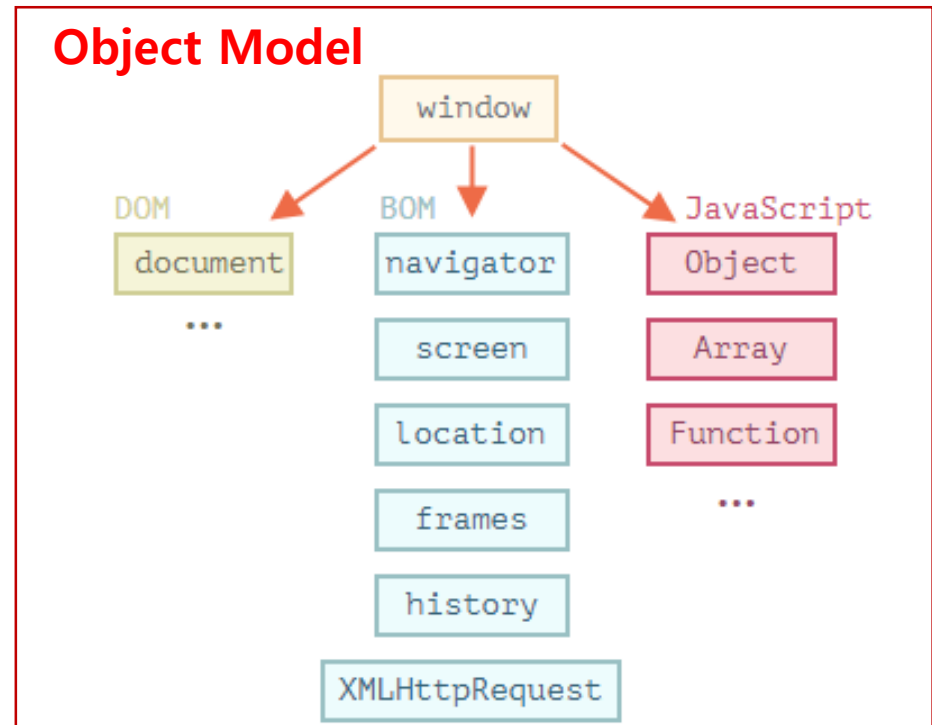 Object Model
window
DOM
BOM
JavaScript
document
navigator
Object
...
screen
Array
location
Function
...
frames
history
XMLHttpRequest